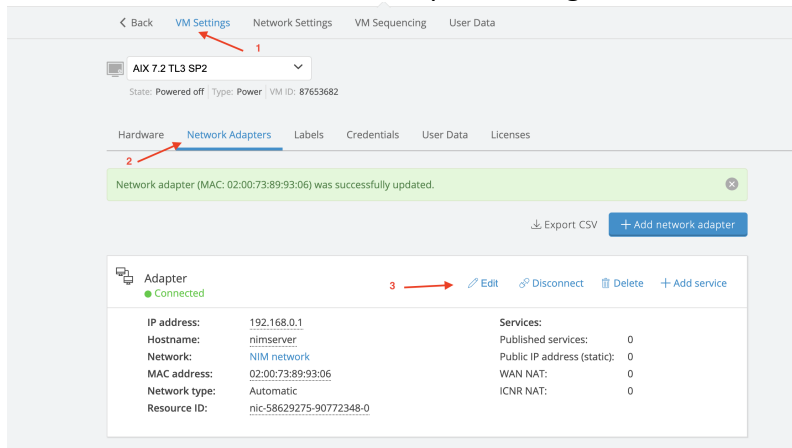 Back VM Settings Network Settings VM Sequencing User Data
1
AIX 7.2 TL3 SP2
State: Powered off Type: Power VM ID: 87653682
Hardware Network Adapters Labels Credentials User Data Licenses
2
Network adapter (MAC: 02:00:73:89:93:06) was successfully updated.
Export CSV + Add network adapter
Adapter
Connected
3 Edit Disconnect Delete + Add service
IP address: 192.168.0.1 Services:
Hostname: nimserver Published services: 0
Network: NIM network Public IP address (static): 0
MAC address: 02:00:73:89:93:06 WAN NAT: 0
Network type: Automatic ICNR NAT: 0
Resource ID: nic-58629275-90772348-0